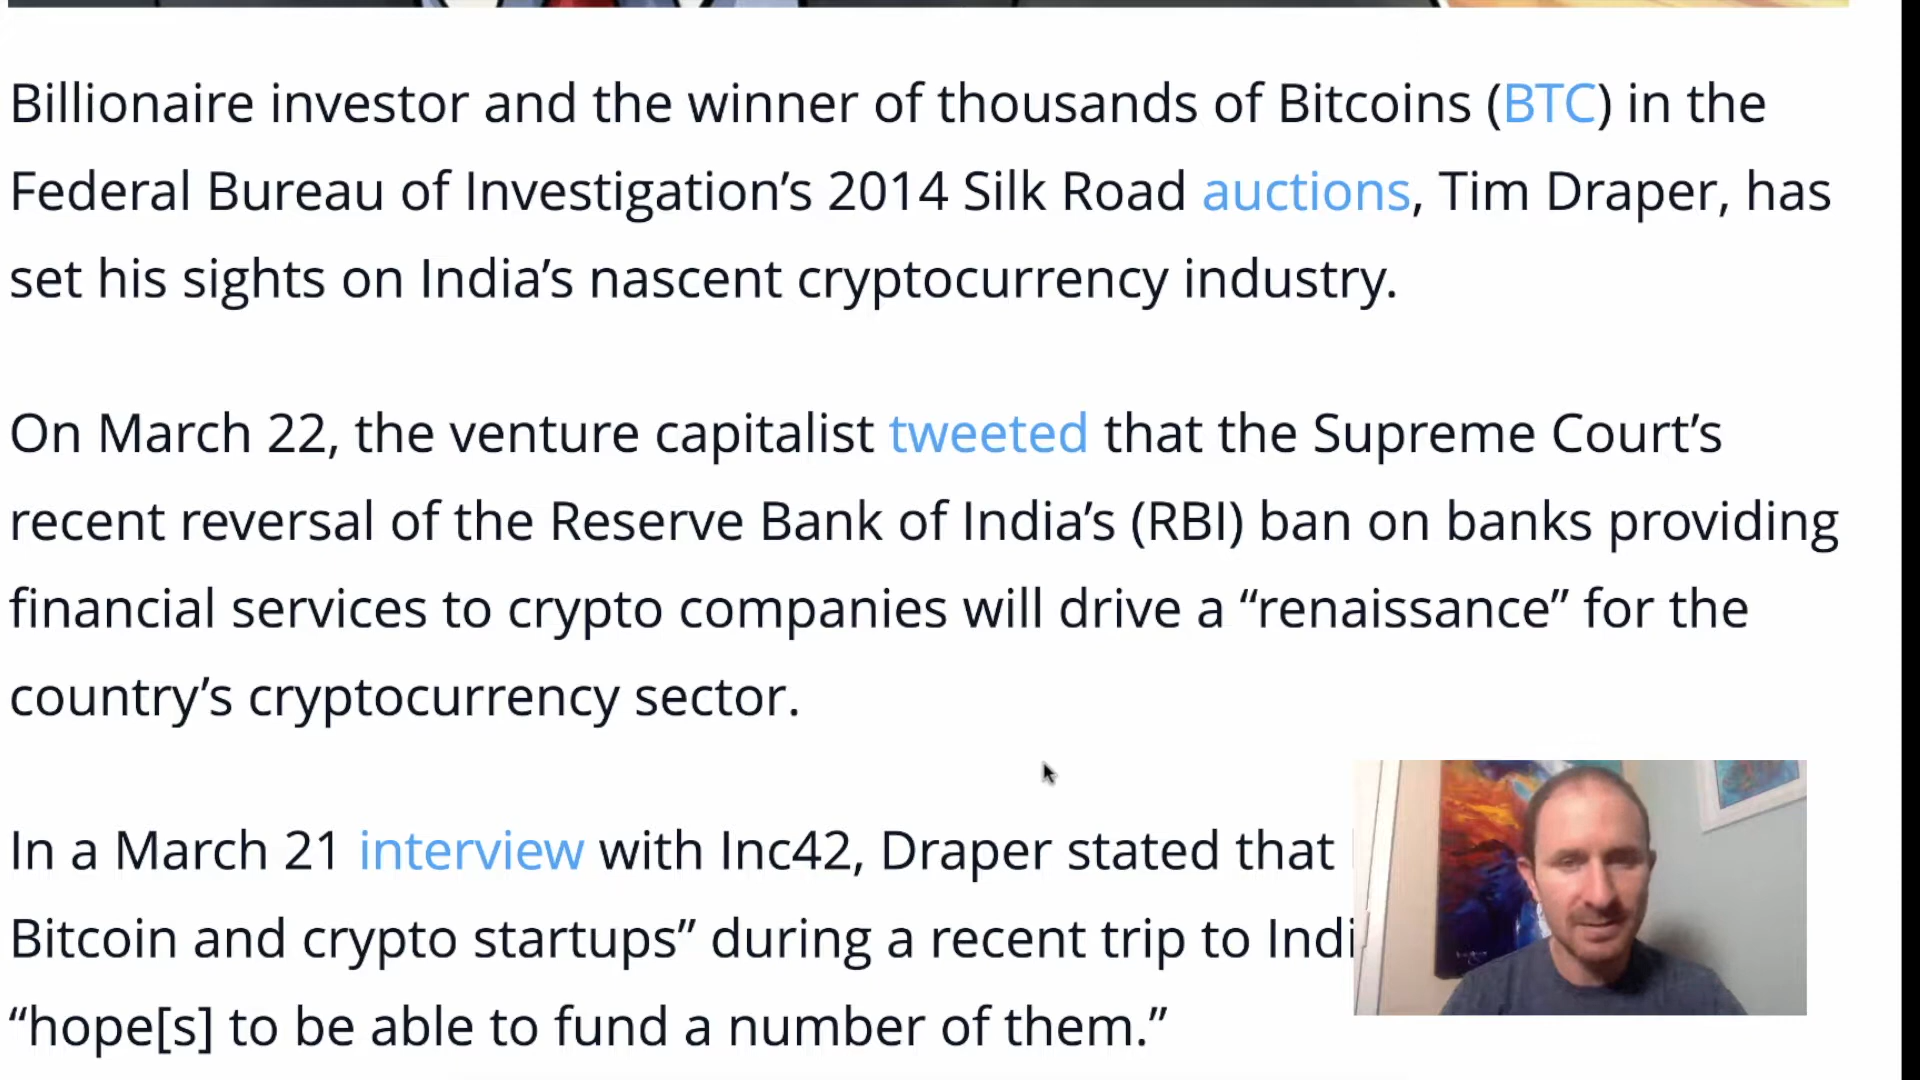 Billionaire investor and the winner of thousands of Bitcoins (BTC) in the
Federal Bureau of Investigation’s 2014 Silk Road auctions, Tim Draper, has
set his sights on India’s nascent cryptocurrency industry.
On March 22, the venture capitalist tweeted that the Supreme Court’s
recent reversal of the Reserve Bank of India’s (RBI) ban on banks providing
financial services to crypto companies will drive a “renaissance” for the
country’s cryptocurrency sector.
In a March 21 interview with Inc42, Draper stated that
Bitcoin and crypto startups” during a recent trip to
“hope[s] to be able to fund a number of them.”